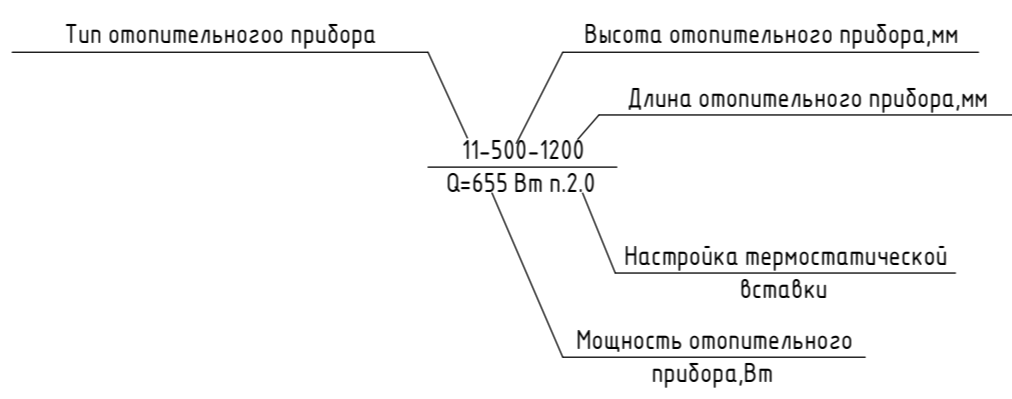 Тип отопительногоо прибора
Высота отопительного прибора,мм
Длина отопительного прибора,мм
11-500-1200
Q=655 Вт п.2.0
Настройка термостатической
вставки
Мощность отопительного
прибора,Вт